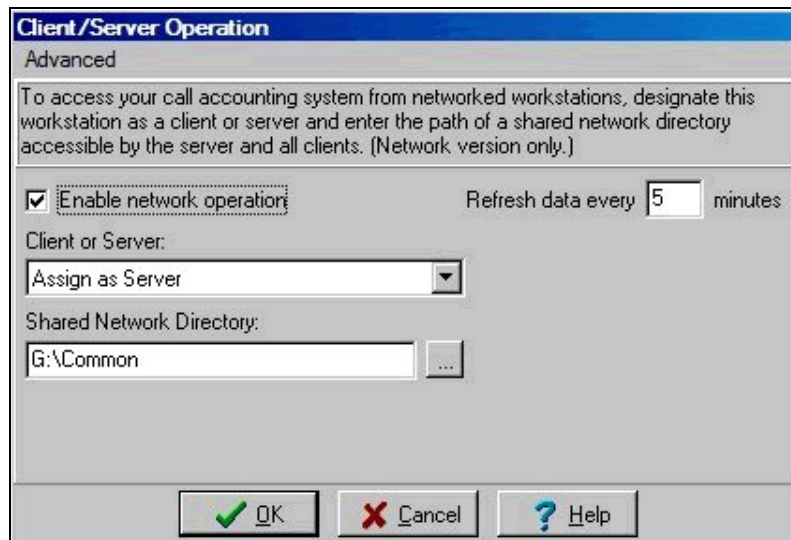 Client/Server Operation
Advanced
To access your call accounting system from networked workstations, designate this
workstation as a client or server and enter the path of a shared network directory
accessible by the server and all clients. (Network version only.)
Enable network operation
Refresh data every 5 minutes
Client or Server:
Assign as Server
Shared Network Directory:
G:\Common
...
OK
Cancel
? Help